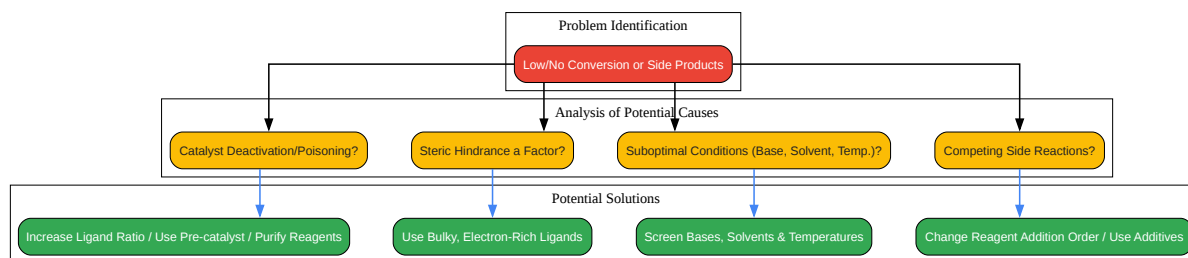 Problem Identification
Low/No Conversion or Side Products
Analysis of Potential Causes
Catalyst Deactivation/Poisoning?
Steric Hindrance a Factor?
Suboptimal Conditions (Base, Solvent, Temp.)?
Competing Side Reactions?
Potential Solutions
Increase Ligand Ratio / Use Pre-catalyst / Purify Reagents
Use Bulky, Electron-Rich Ligands
Screen Bases, Solvents & Temperatures
Change Reagent Addition Order / Use Additives